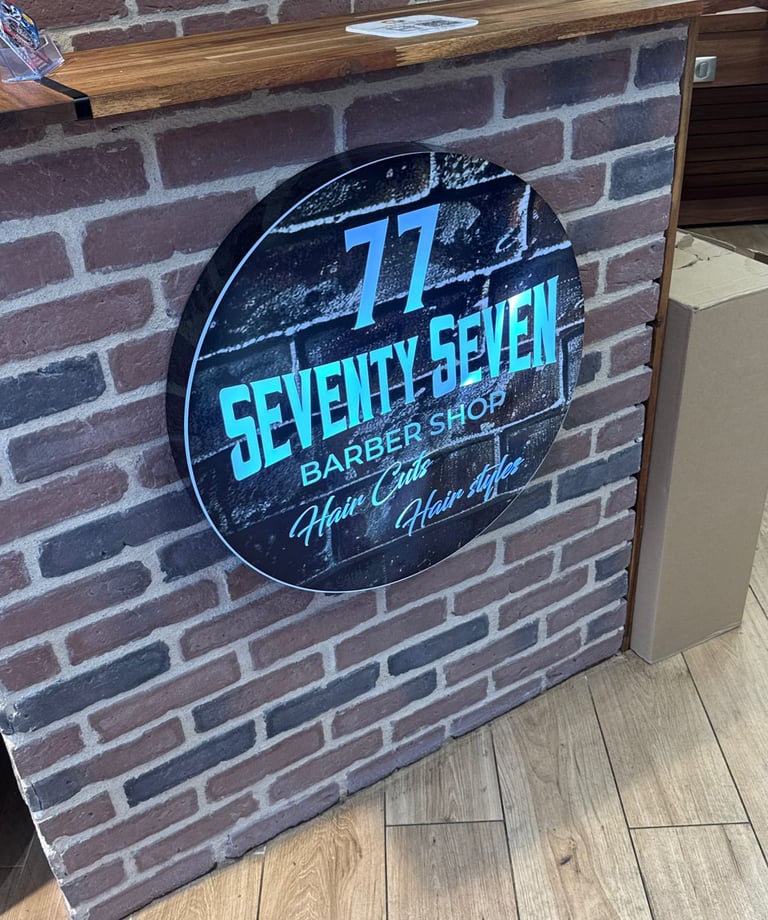 77
SEVENTY SEVEN
BARBER SHOP
Hair Cuts
Hair styles